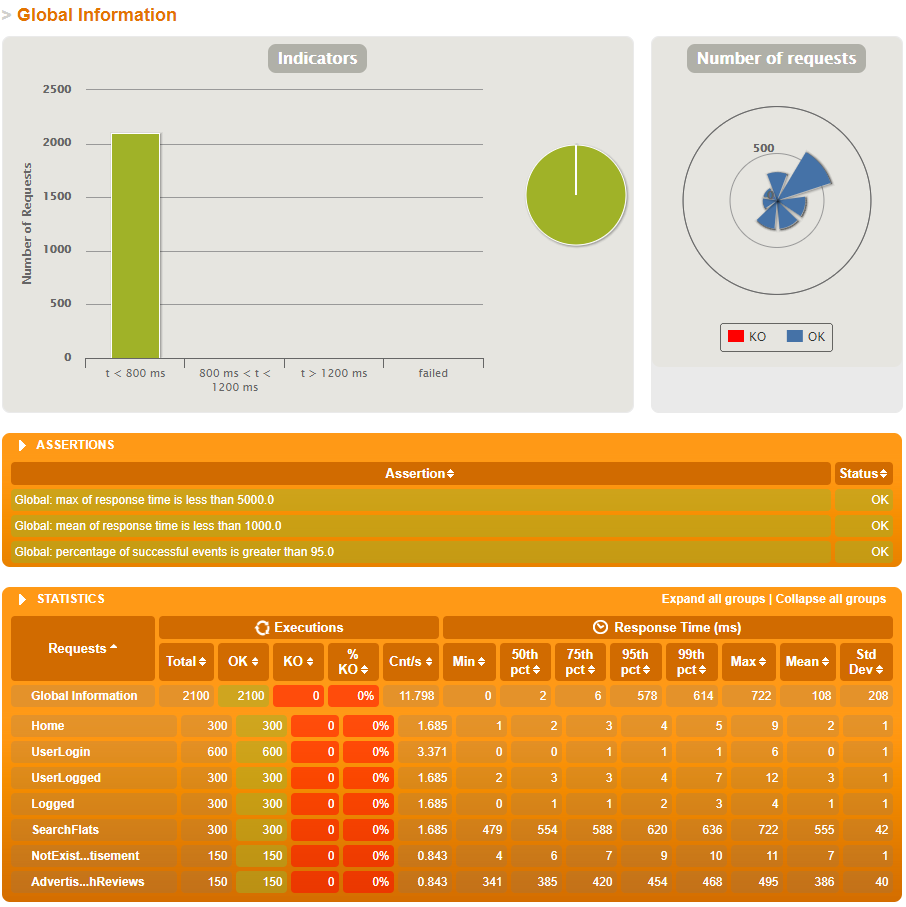 > Global Information
Indicators
Number of Requests
2500
2000
1500
1000
500
0
t < 800 ms
800 ms < t <
1200 ms
t > 1200 ms
failed
Number of requests
500
KO OK
ASSERTIONS
Assertion Status
Global: max of response time is less than 5000.0 OK
Global: mean of response time is less than 1000.0 OK
Global: percentage of successful events is greater than 95.0 OK
STATISTICS Expand all groups | Collapse all groups
Requests Executions Response Time (ms)
Total OK KO % KO Cnt/s Min 50th pct 75th pct 95th pct 99th pct Max Mean Std Dev
Global Information 2100 2100 0 0% 11.798 0 2 6 578 614 722 108 208
Home 300 300 0 0% 1.685 1 2 3 4 5 9 2 1
UserLogin 600 600 0 0% 3.371 0 0 1 1 1 6 0 1
UserLogged 300 300 0 0% 1.685 2 3 3 4 7 12 3 1
Logged 300 300 0 0% 1.685 0 1 1 2 3 4 1 1
SearchFlats 300 300 0 0% 1.685 479 554 588 620 636 722 555 42
NotExist...tisement 150 150 0 0% 0.843 4 6 7 9 10 11 7 1
Advertis...hReviews 150 150 0 0% 0.843 341 385 420 454 468 495 386 40